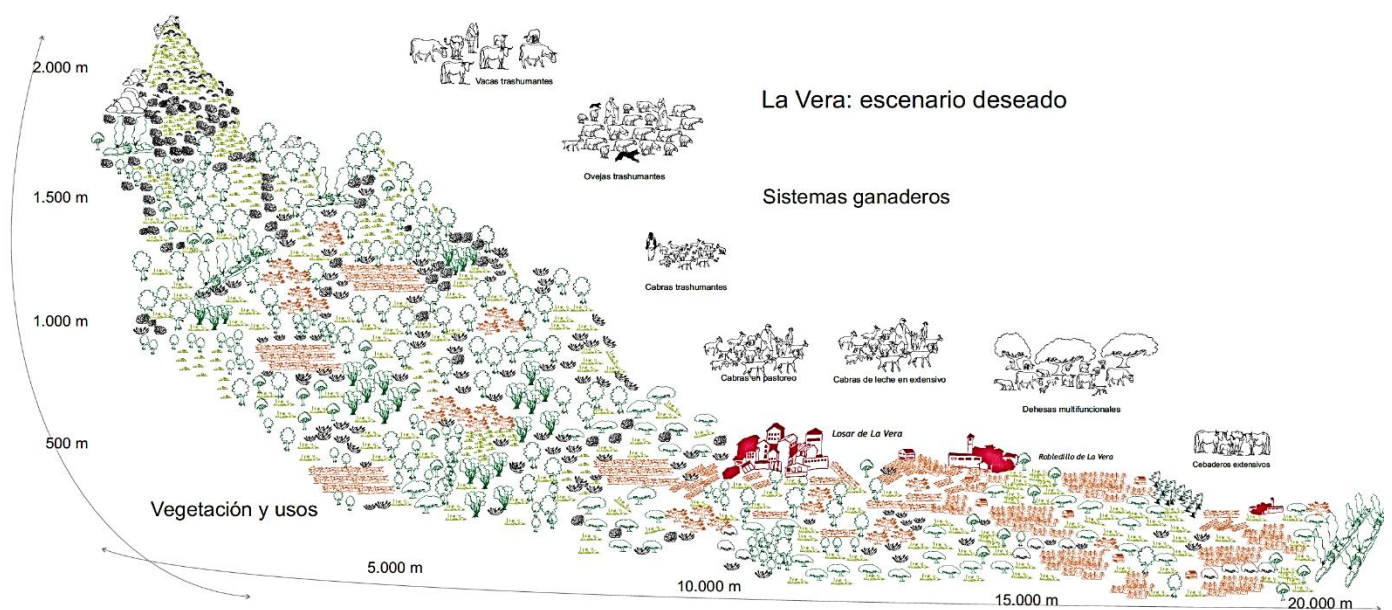 2.000 m
Vacas trashumantes
La Vera: escenario deseado
Ovejas trashumantes
1.500 m
Sistemas ganaderos
Cabras trashumantes
1.000 m
Cabras en pastoreo
Cabras de leche en extensivo
Dehesas multifuncionales
500 m
Losar de La Vera
Robledillo de La Vera
Cebaderos extensivos
Vegetación y usos
5.000 m
10.000 m
15.000 m
20.000 m